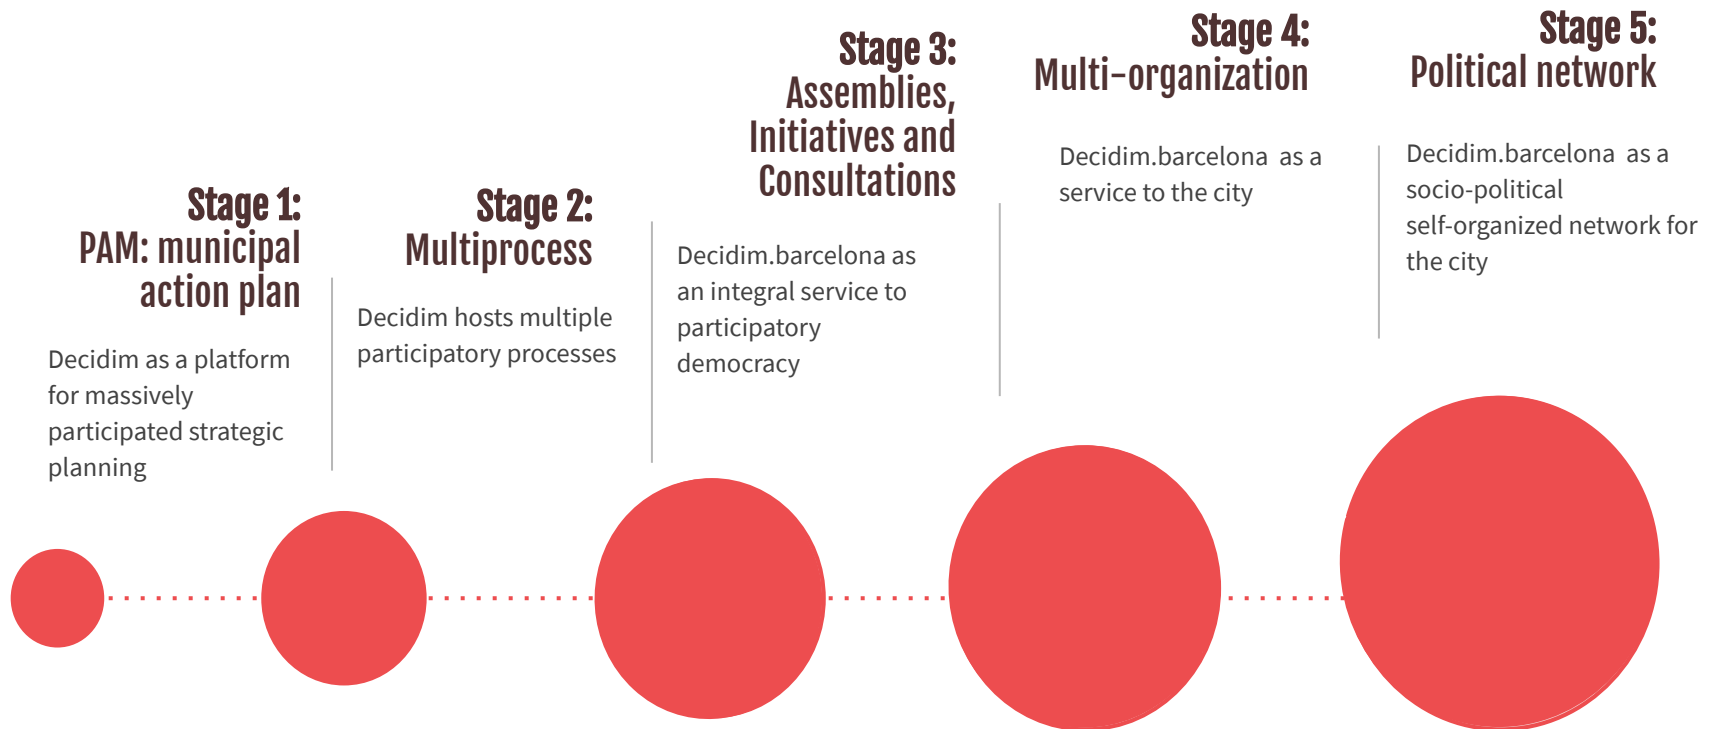 Stage 1:
PAM: municipal
action plan
Decidim as a platform
for massively
participated strategic
planning
Stage 2:
Multiprocess
Decidim hosts multiple
participatory processes
Stage 3:
Assemblies,
Initiatives and
Consultations
Decidim.barcelona as
an integral service to
participatory
democracy
Stage 4:
Multi-organization
Decidim.barcelona  as a
service to the city
Stage 5:
Political network
Decidim.barcelona  as a
socio-political
self-organized network for
the city